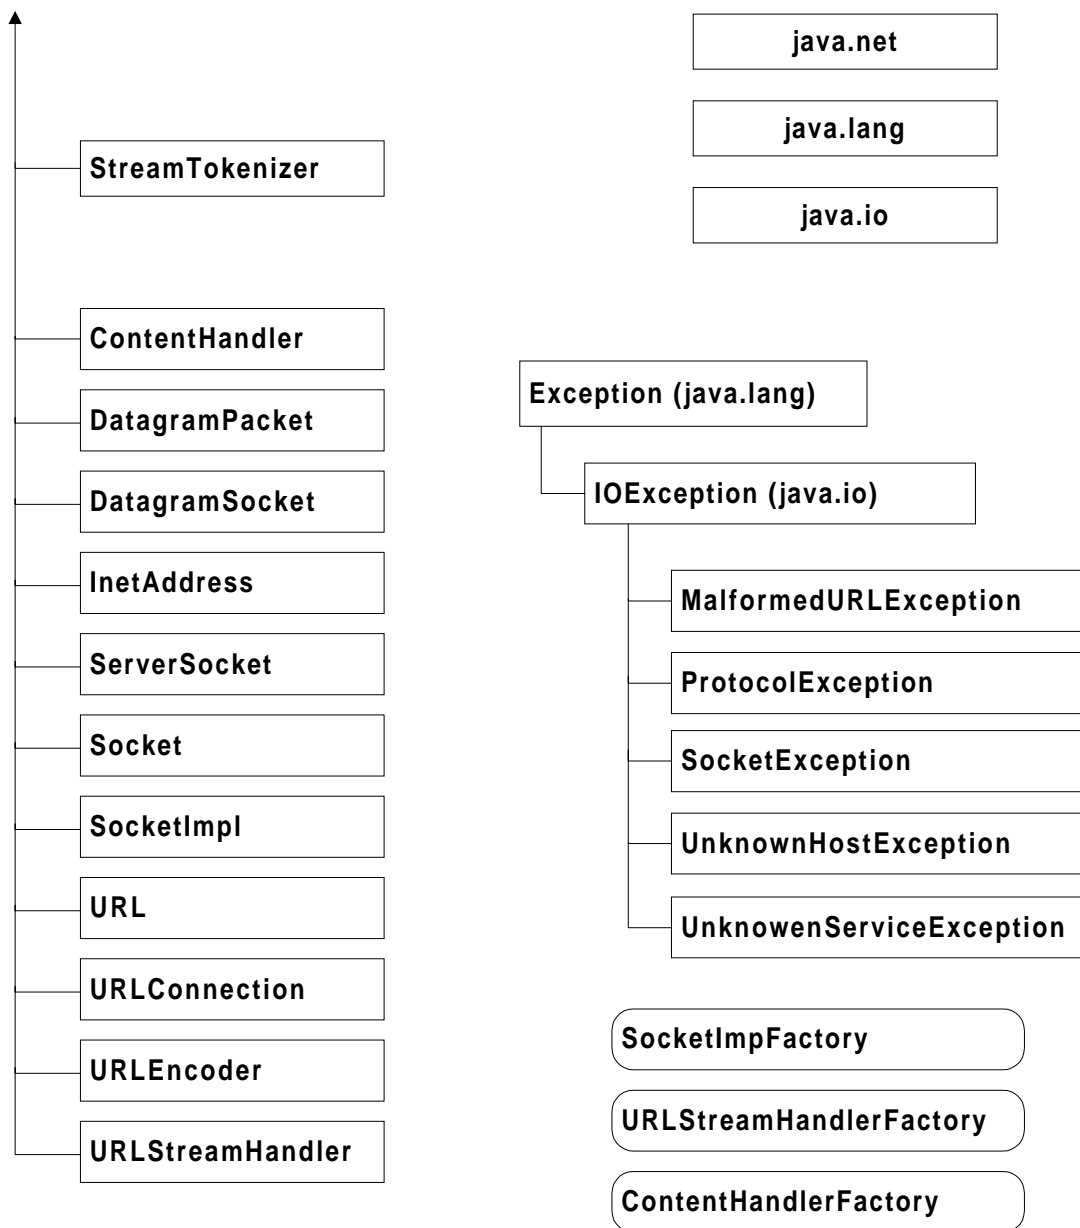 java.net
java.lang
java.io
StreamTokenizer
ContentHandler
DatagramPacket
DatagramSocket
InetAddress
ServerSocket
Socket
SocketImpl
URL
URLConnection
URLEncoder
URLStreamHandler
Exception (java.lang)
IOException (java.io)
MalformedURLException
ProtocolException
SocketException
UnknownHostException
UnknowenServiceException
SocketImpFactory
URLStreamHandlerFactory
ContentHandlerFactory